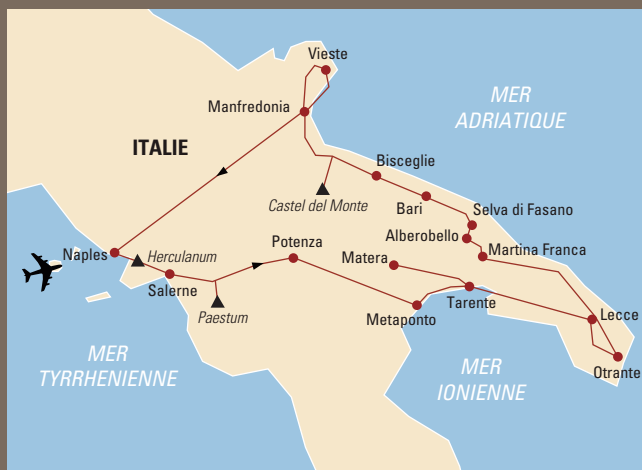 Vieste
MER
ADRIATIQUE
Manfredonia
ITALIE
Bisceglie
Castel del Monte
Bari
Selva di Fasano
Alberobello
Martina Franca
Naples
Herculanum
Potenza
Matera
Salerne
Paestum
Tarente
Metaponto
Lecce
MER
TYRRHENIENNE
MER
IONIENNE
Otrante